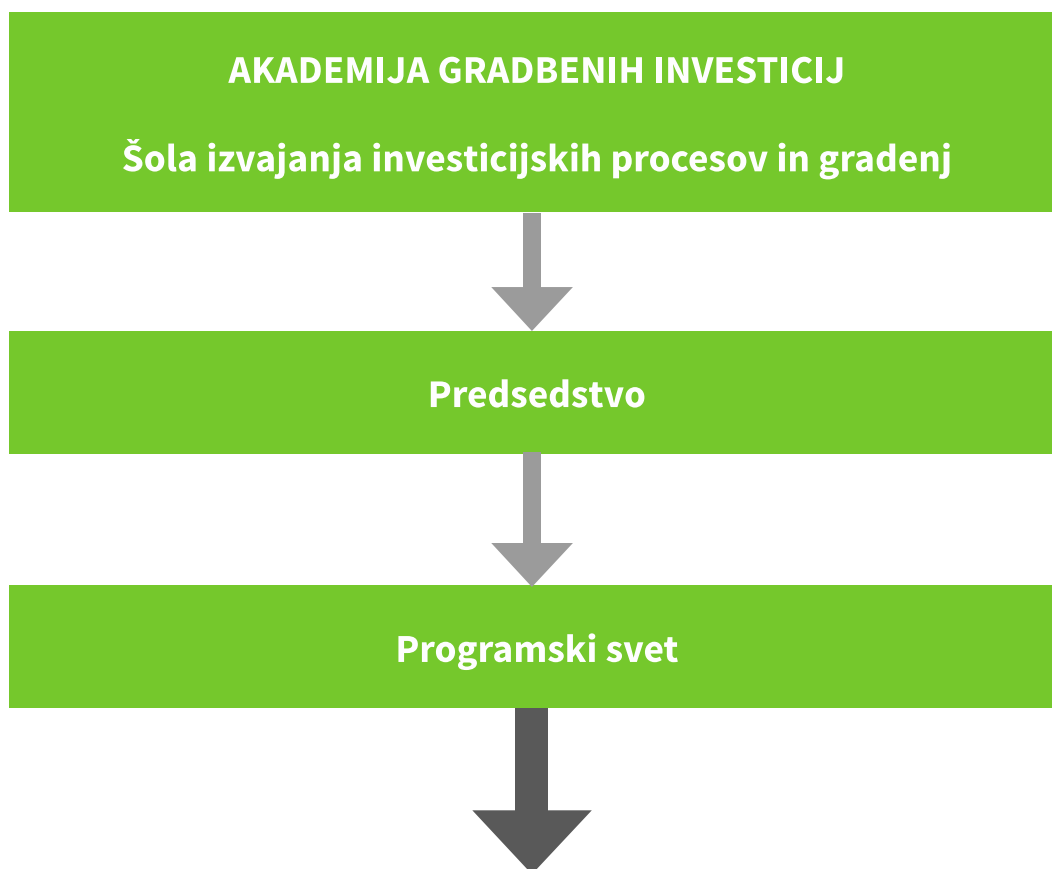 AKADEMIJA GRADBENIH INVESTICIJ
Šola izvajanja investicijskih procesov in gradenj
Predsedstvo
Programski svet